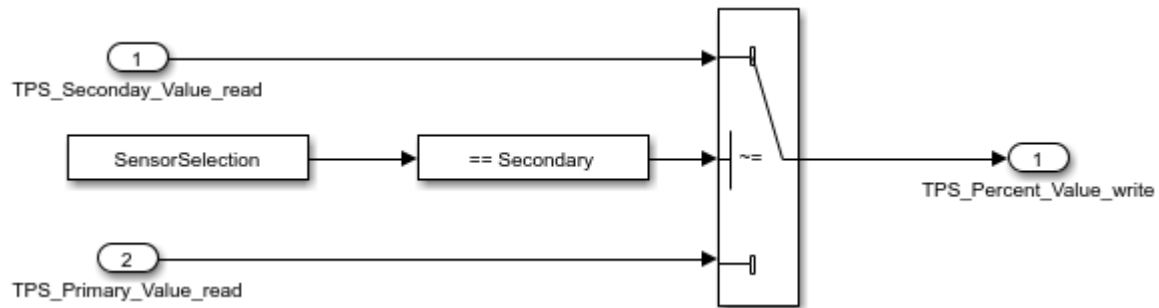 1
TPS_Seconday_Value_read
SensorSelection
== Secondary
~=
1
TPS_Percent_Value_write
2
TPS_Primary_Value_read